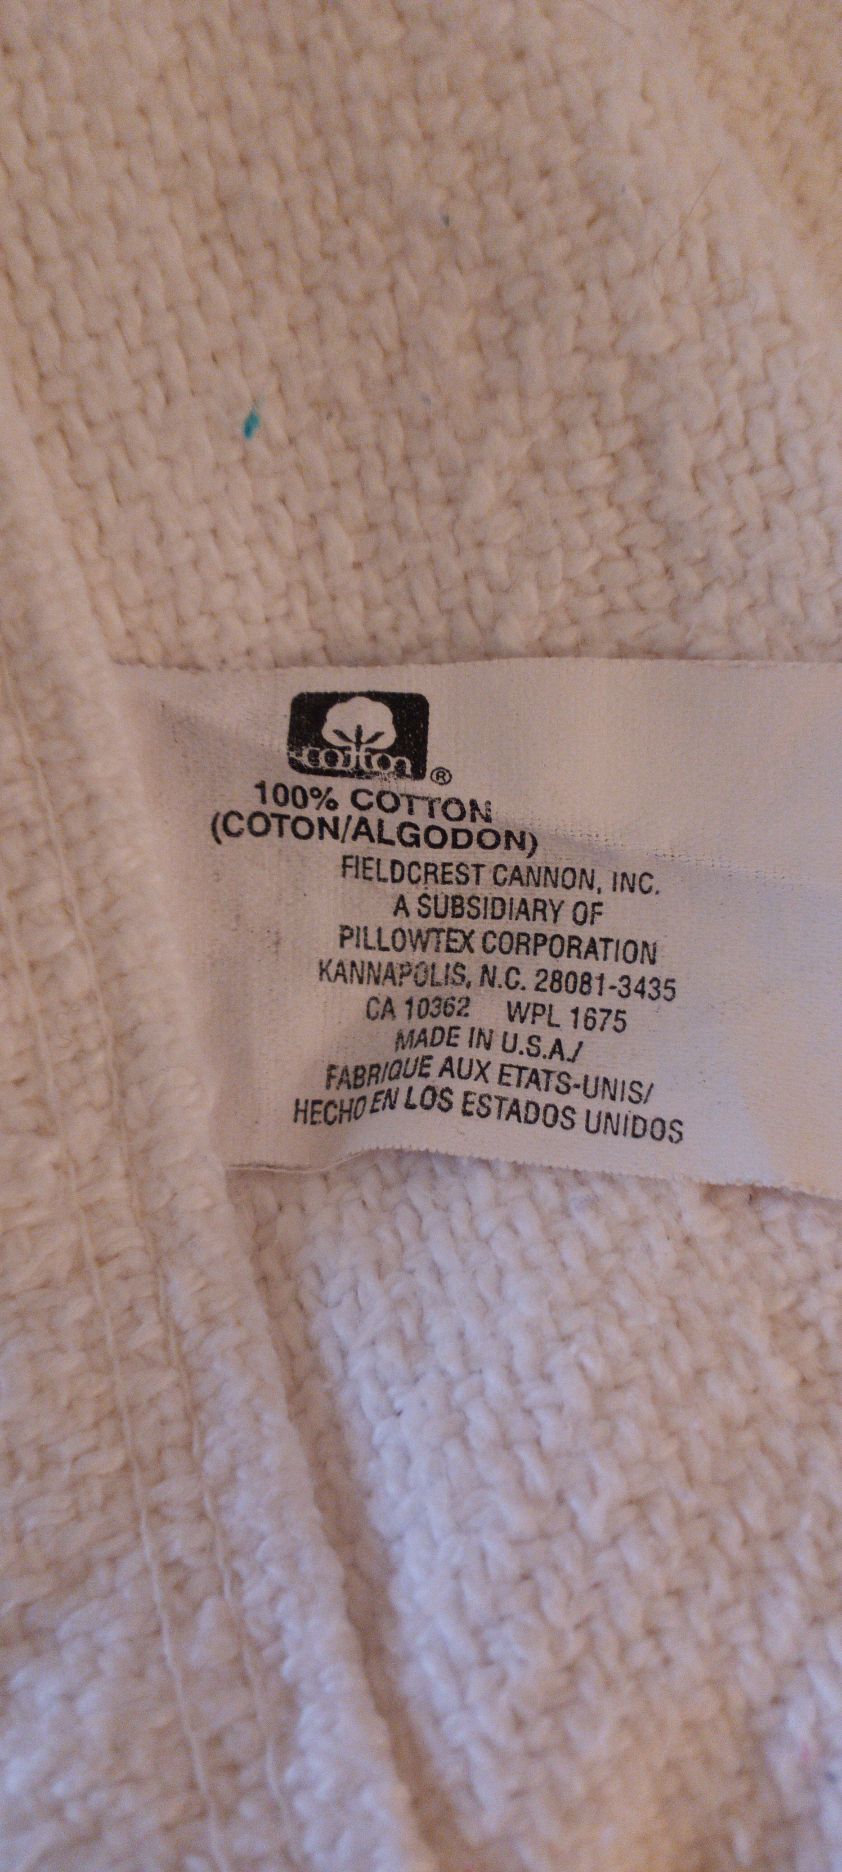 cotton
®
100% COTTON
(COTON/ALGODON)
FIELDCREST CANNON, INC.
A SUBSIDIARY OF
PILLOWTEX CORPORATION
KANNAPOLIS, N.C. 28081-3435
CA 10362 WPL 1675
MADE IN U.S.A./
FABRIQUE AUX ETATS-UNIS/
HECHO EN LOS ESTADOS UNIDOS